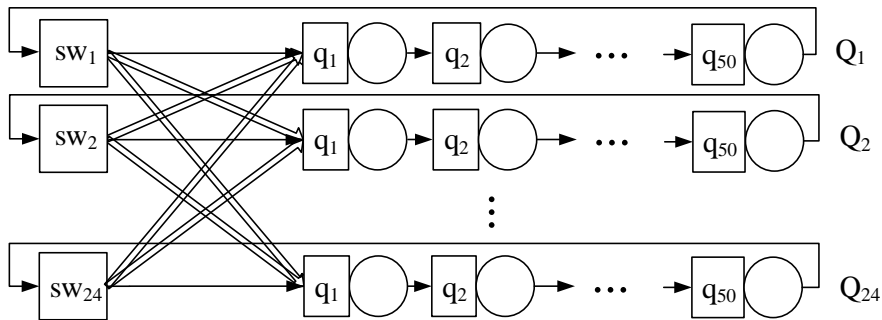 sw₁ q₁ q₂ ... q₅₀ Q₁
sw₂ q₁ q₂ ... q₅₀ Q₂
sw₂₄ q₁ q₂ ... q₅₀ Q₂₄